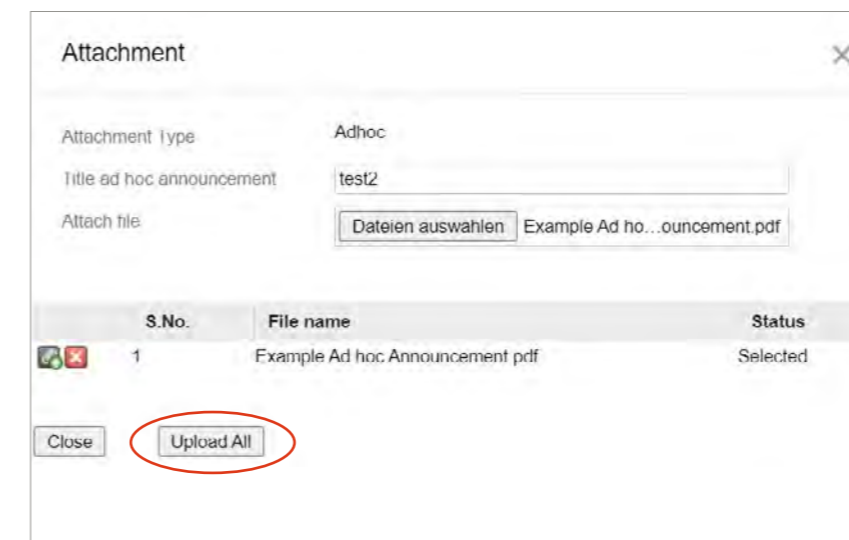 Attachment
Attachment Type Adhoc
Title ad hoc announcement test2
Attach file Dateien auswahlen Example Ad ho...ouncement.pdf
S.No. File name Status
1 Example Ad hoc Announcement pdf Selected
Close Upload All